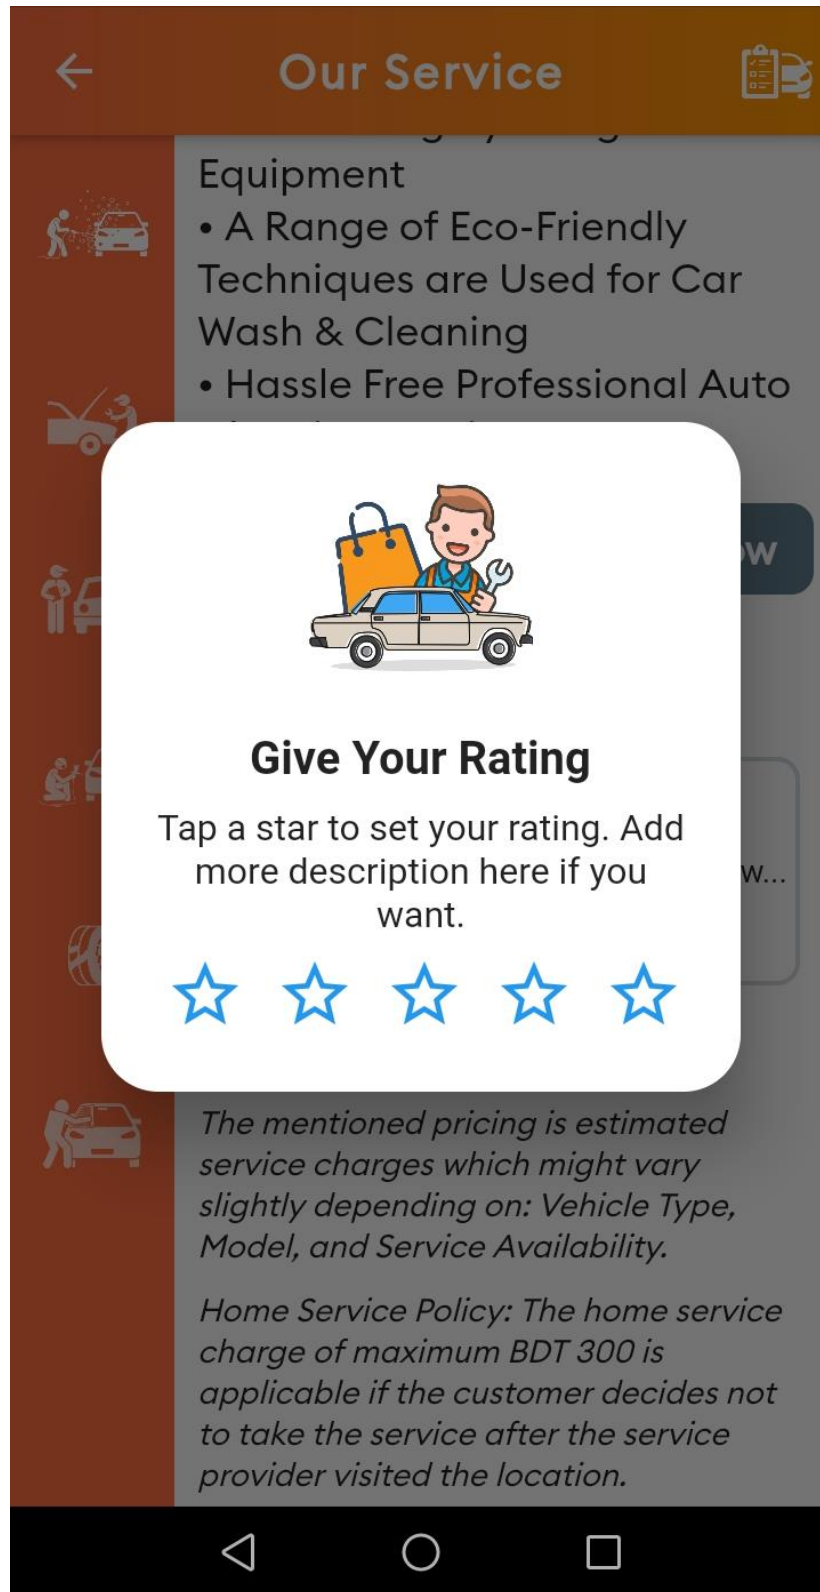 Our Service
Equipment
• A Range of Eco-Friendly
Techniques are Used for Car
Wash & Cleaning
• Hassle Free Professional Auto
ow
Give Your Rating
Tap a star to set your rating. Add
more description here if you
want.
w...
The mentioned pricing is estimated
service charges which might vary
slightly depending on: Vehicle Type,
Model, and Service Availability.
Home Service Policy: The home service
charge of maximum BDT 300 is
applicable if the customer decides not
to take the service after the service
provider visited the location.